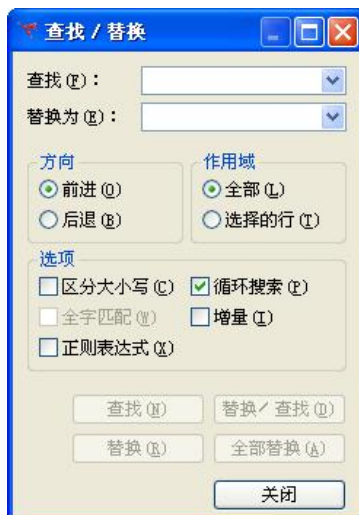 查找 / 替换
查找(F)：
替换为(E)：
方向
前进(O)
后退(B)
作用域
全部(L)
选择的行(T)
选项
区分大小写(C)
循环搜索(P)
全字匹配(W)
增量(I)
正则表达式(X)
查找(N)
替换/查找(D)
替换(R)
全部替换(A)
关闭